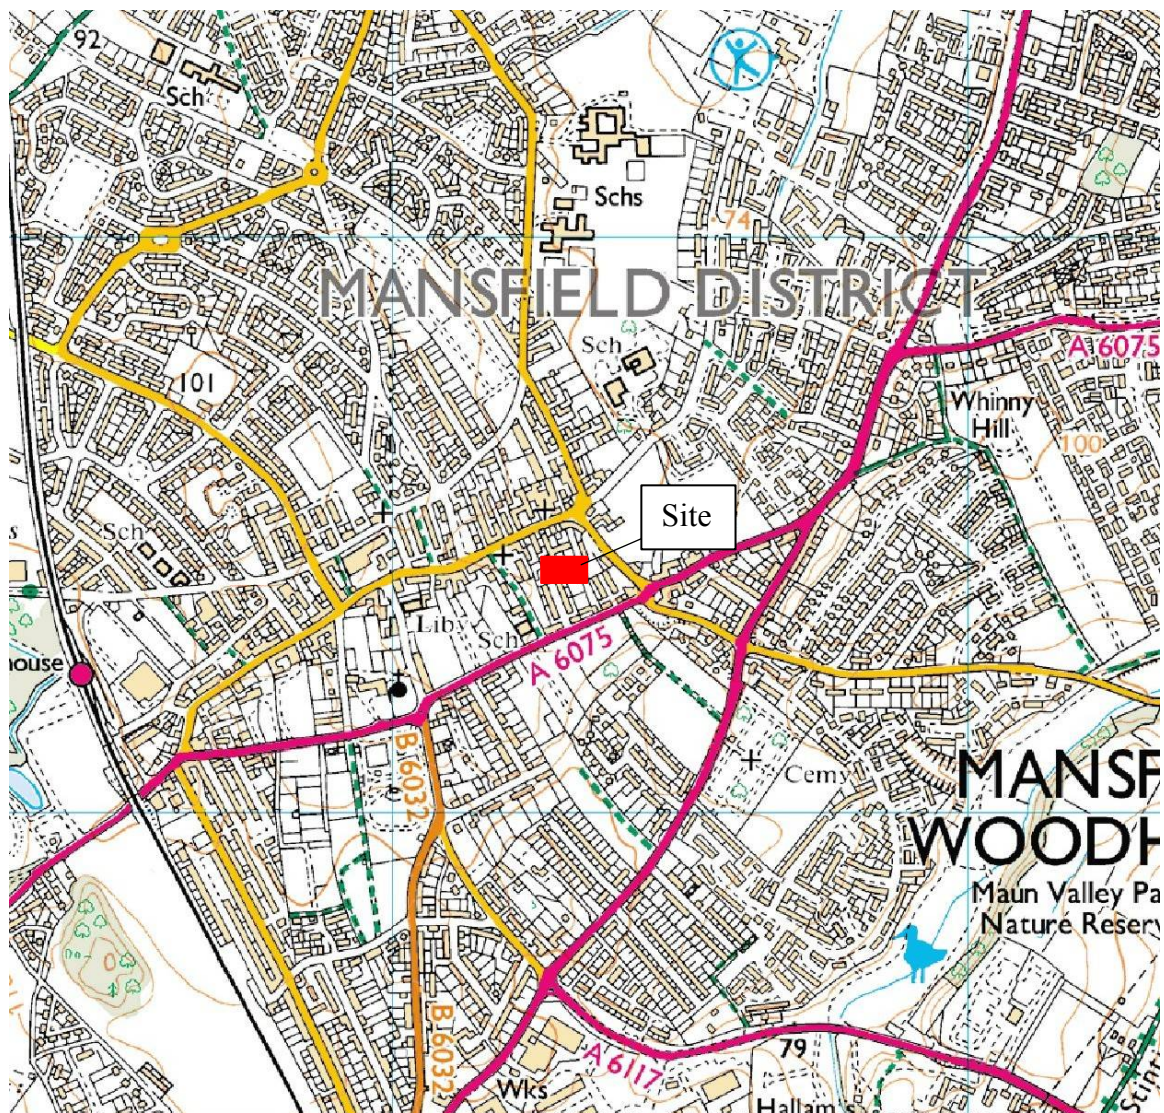 92
Sch
Schs
74
MANSFIELD DISTRICT
Sch
A 6075
101
Whinny
Hill
100
Site
Sch
s
Liby
Sch
A 6075
house
B 6032
Cemy
MANSF
WOODH
Maun Valley Pa
Nature Reserv
B 6032
A 6117
79
Wks
Hallam's